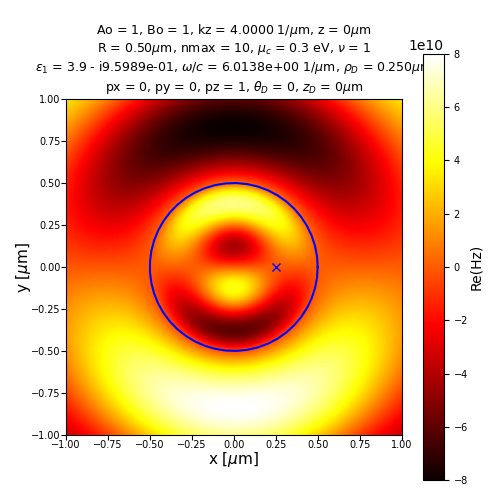 Ao = 1, Bo = 1, kz = 4.0000 1/μm, z = 0μm
R = 0.50μm, nmax = 10, μc = 0.3 eV, ν = 1
ε1 = 3.9 - i9.5989e-01, ω/c = 6.0138e+00 1/μm, ρD = 0.250μm
px = 0, py = 0, pz = 1, θD = 0, zD = 0μm
1e10
1.00
0.75
0.50
0.25
0.00
−0.25
−0.50
−0.75
−1.00
y [μm]
−1.00 −0.75 −0.50 −0.25 0.00 0.25 0.50 0.75 1.00
x [μm]
8
6
4
2
0
−2
−4
−6
−8
Re(Hz)